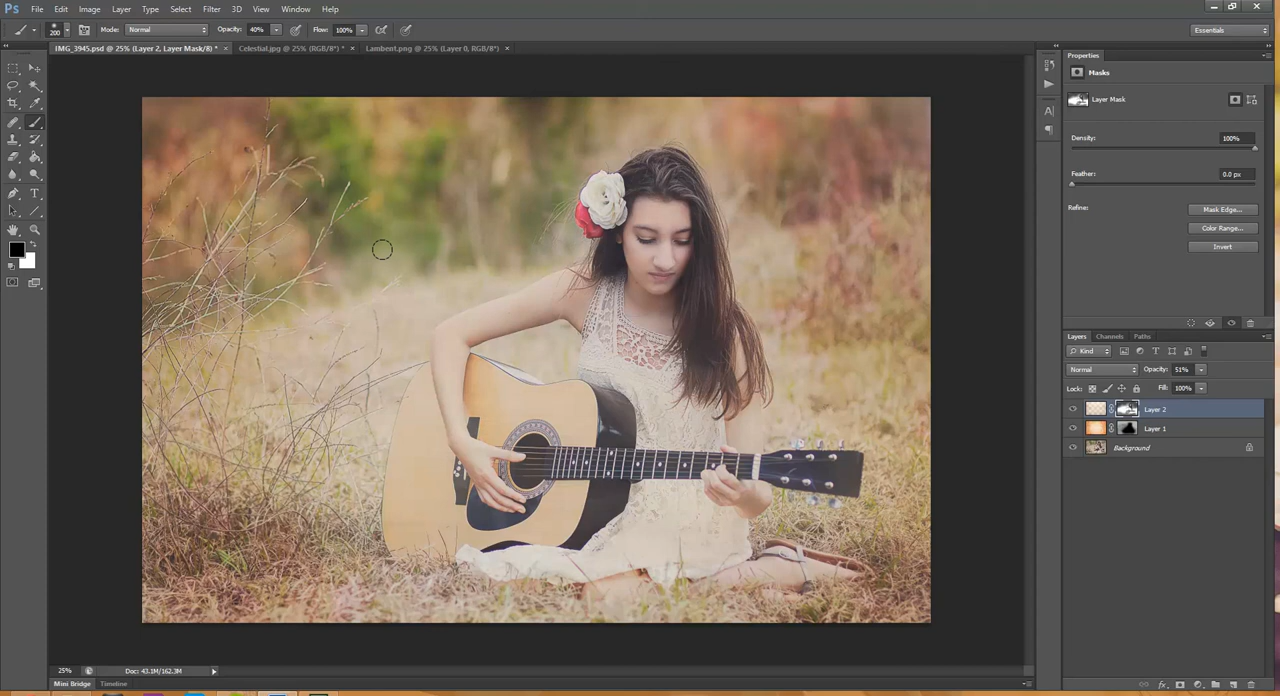 Ps File Edit Image Layer Type Select Filter 3D View Window Help
200 Mode: Normal Opacity: 40% Flow: 100% Essentials
IMG_3945.psd @ 25% (Layer 2, Layer Mask/8) * × Celestial.jpg @ 25% (RGB/8*) * × Lambent.png @ 25% (Layer 0, RGB/8*) ×
Properties
Masks
Layer Mask
Density: 100%
Feather: 0.0 px
Refine: Mask Edge...
Color Range...
Invert
Layers Channels Paths
Kind
Normal Opacity: 51%
Lock: Fill: 100%
Layer 2
Layer 1
Background
25% Doc: 43.1M/162.3M
Mini Bridge Timeline